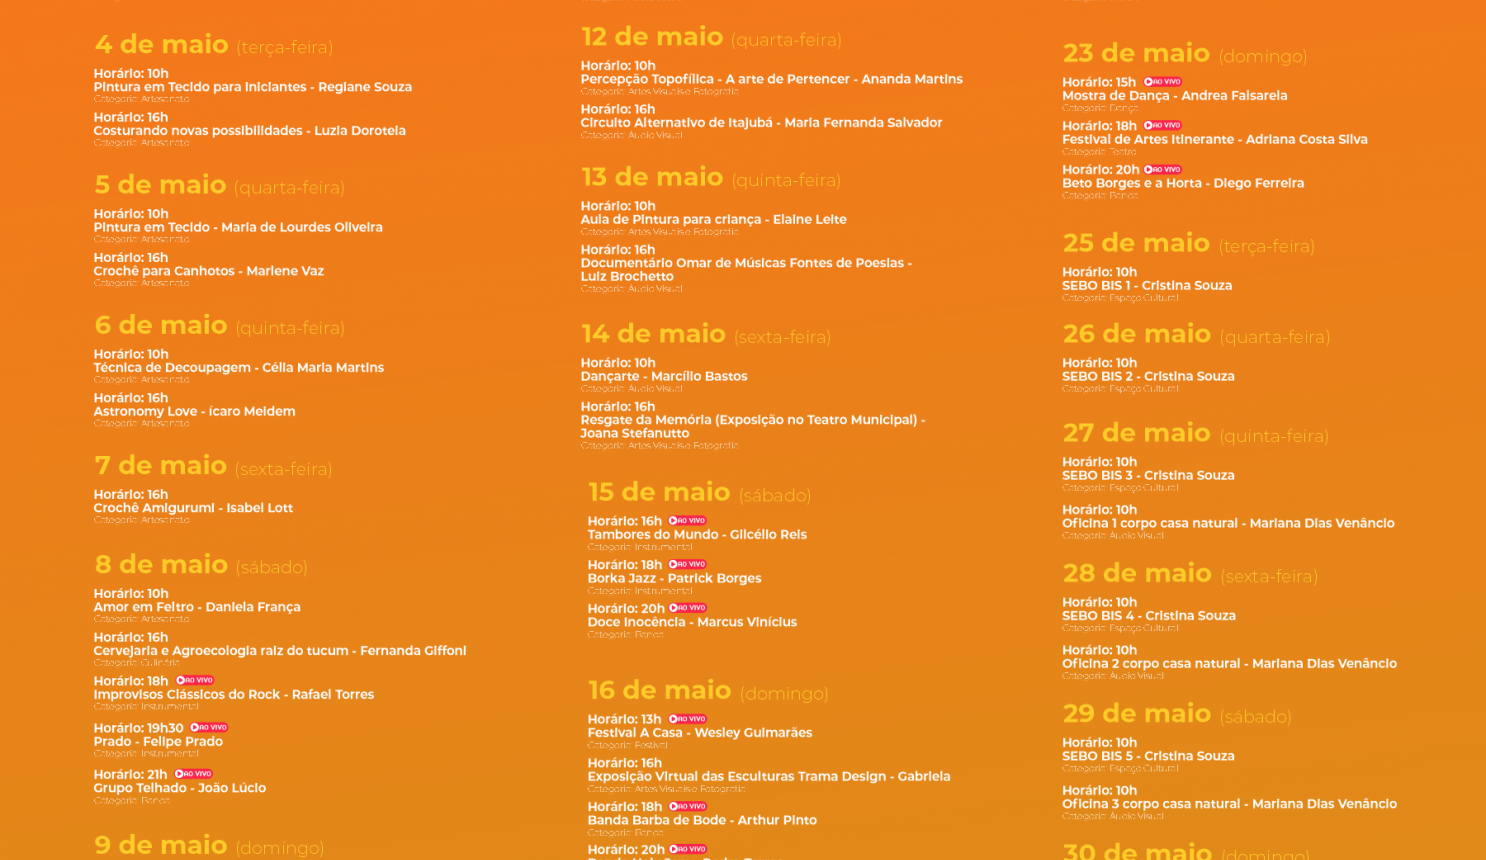 4 de maio (terça-feira)
Horário: 10h
Pintura em Tecido para iniciantes - Regiane Souza
Categoria: Artesanato
Horário: 16h
Costurando novas possibilidades - Luzia Doroteia
Categoria: Artesanato
5 de maio (quarta-feira)
Horário: 10h
Pintura em Tecido - Maria de Lourdes Oliveira
Categoria: Artesanato
Horário: 16h
Crochê para Canhotos - Marlene Vaz
Categoria: Artesanato
6 de maio (quinta-feira)
Horário: 10h
Técnica de Decoupagem - Célia Maria Martins
Categoria: Artesanato
Horário: 16h
Astronomy Love - ícaro Meidem
Categoria: Artesanato
7 de maio (sexta-feira)
Horário: 16h
Crochê Amigurumi - Isabel Lott
Categoria: Artesanato
8 de maio (sábado)
Horário: 10h
Amor em Feltro - Daniela França
Categoria: Artesanato
Horário: 16h
Cervejaria e Agroecologia raiz do tucum - Fernanda Giffoni
Categoria: Culinária
Horário: 18h AO VIVO
Improvisos Clássicos do Rock - Rafael Torres
Categoria: Instrumental
Horário: 19h30 AO VIVO
Prado - Felipe Prado
Categoria: Instrumental
Horário: 21h AO VIVO
Grupo Telhado - João Lúcio
Categoria: Banda
9 de maio (domingo)
12 de maio (quarta-feira)
Horário: 10h
Percepção Topofílica - A arte de Pertencer - Ananda Martins
Categoria: Artes Visuais e Fotografia
Horário: 16h
Circuito Alternativo de Itajubá - Maria Fernanda Salvador
Categoria: Áudio Visual
13 de maio (quinta-feira)
Horário: 10h
Aula de Pintura para criança - Elaine Leite
Categoria: Artes Visuais e Fotografia
Horário: 16h
Documentário Omar de Músicas Fontes de Poesias -
Luiz Brochetto
Categoria: Áudio Visual
14 de maio (sexta-feira)
Horário: 10h
Dançarte - Marcílio Bastos
Categoria: Áudio Visual
Horário: 16h
Resgate da Memória (Exposição no Teatro Municipal) -
Joana Stefanutto
Categoria: Artes Visuais e Fotografia
15 de maio (sábado)
Horário: 16h AO VIVO
Tambores do Mundo - Glicélio Reis
Categoria: Instrumental
Horário: 18h AO VIVO
Borka Jazz - Patrick Borges
Categoria: Instrumental
Horário: 20h AO VIVO
Doce Inocência - Marcus Vinícius
Categoria: Banda
16 de maio (domingo)
Horário: 13h AO VIVO
Festival A Casa - Wesley Guimarães
Categoria: Festival
Horário: 16h
Exposição Virtual das Esculturas Trama Design - Gabriela
Categoria: Artes Visuais e Fotografia
Horário: 18h AO VIVO
Banda Barba de Bode - Arthur Pinto
Categoria: Banda
Horário: 20h AO VIVO
23 de maio (domingo)
Horário: 15h AO VIVO
Mostra de Dança - Andrea Faisarela
Categoria: Dança
Horário: 18h AO VIVO
Festival de Artes Itinerante - Adriana Costa Silva
Categoria: Teatro
Horário: 20h AO VIVO
Beto Borges e a Horta - Diego Ferreira
Categoria: Banda
25 de maio (terça-feira)
Horário: 10h
SEBO BIS 1 - Cristina Souza
Categoria: Espaço Cultural
26 de maio (quarta-feira)
Horário: 10h
SEBO BIS 2 - Cristina Souza
Categoria: Espaço Cultural
27 de maio (quinta-feira)
Horário: 10h
SEBO BIS 3 - Cristina Souza
Categoria: Espaço Cultural
Horário: 10h
Oficina 1 corpo casa natural - Mariana Dias Venâncio
Categoria: Áudio Visual
28 de maio (sexta-feira)
Horário: 10h
SEBO BIS 4 - Cristina Souza
Categoria: Espaço Cultural
Horário: 10h
Oficina 2 corpo casa natural - Mariana Dias Venâncio
Categoria: Áudio Visual
29 de maio (sábado)
Horário: 10h
SEBO BIS 5 - Cristina Souza
Categoria: Espaço Cultural
Horário: 10h
Oficina 3 corpo casa natural - Mariana Dias Venâncio
Categoria: Áudio Visual
30 de maio (domingo)